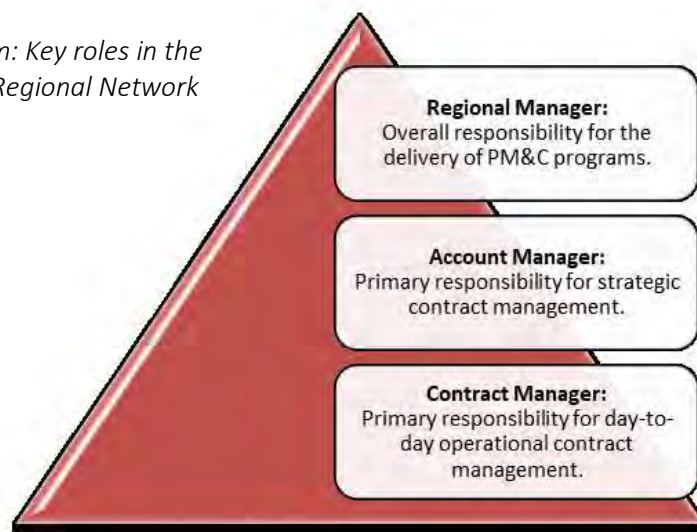 : Key roles in the
Regional Network
Regional Manager:
Overall responsibility for the
delivery of PM&C programs.
Account Manager:
Primary responsibility for strategic
contract management.
Contract Manager:
Primary responsibility for day-to-
day operational contract
management.